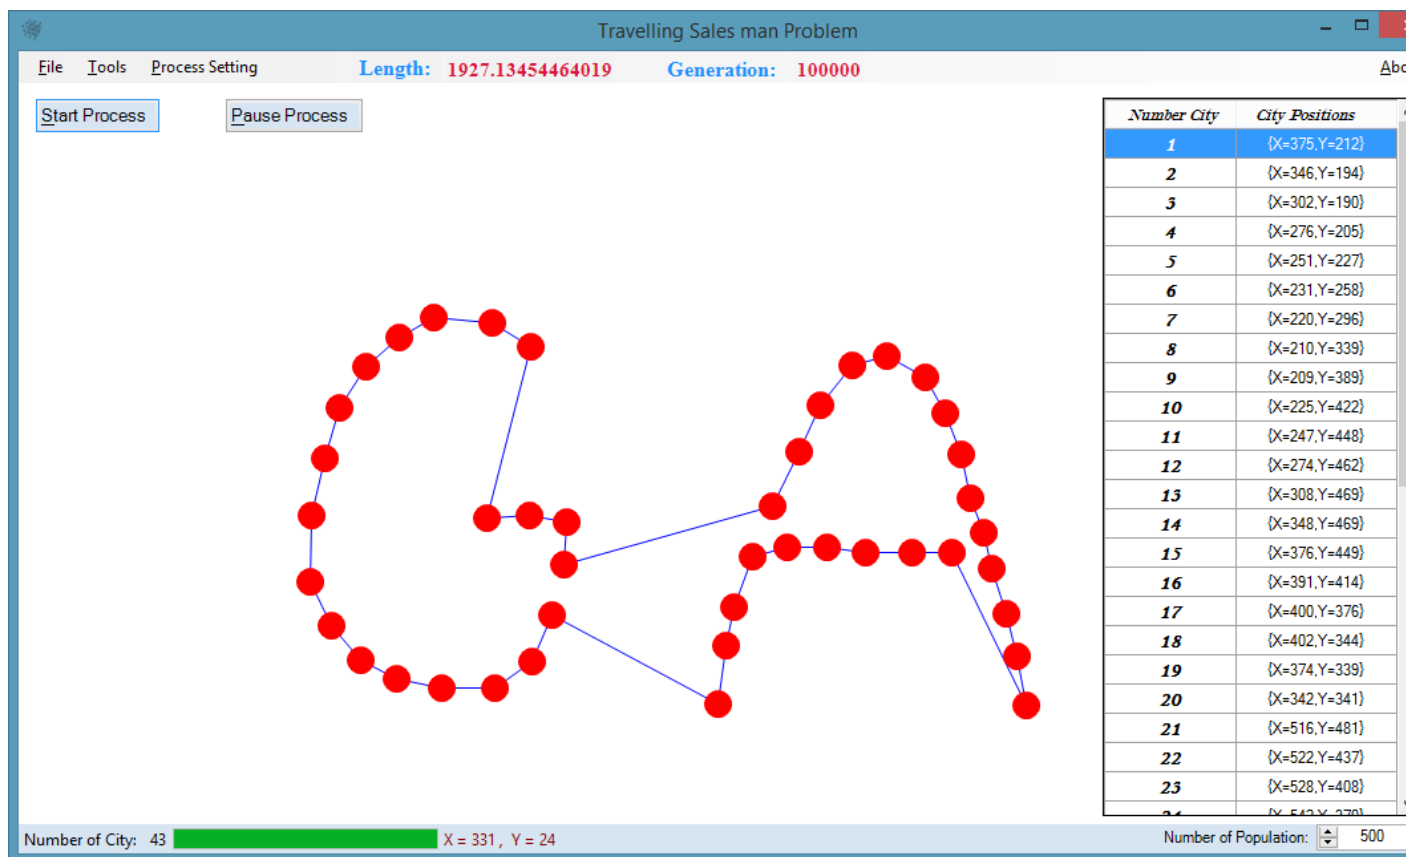 Travelling Sales man Problem
File Tools Process Setting Length: 1927.13454464019 Generation: 100000
Start Process Pause Process
Number City City Positions
1 {X=375,Y=212}
2 {X=346,Y=194}
3 {X=302,Y=190}
4 {X=276,Y=205}
5 {X=251,Y=227}
6 {X=231,Y=258}
7 {X=220,Y=296}
8 {X=210,Y=339}
9 {X=209,Y=389}
10 {X=225,Y=422}
11 {X=247,Y=448}
12 {X=274,Y=462}
13 {X=308,Y=469}
14 {X=348,Y=469}
15 {X=376,Y=449}
16 {X=391,Y=414}
17 {X=400,Y=376}
18 {X=402,Y=344}
19 {X=374,Y=339}
20 {X=342,Y=341}
21 {X=516,Y=481}
22 {X=522,Y=437}
23 {X=528,Y=408}
Number of City: 43 X = 331 , Y = 24 Number of Population: 500